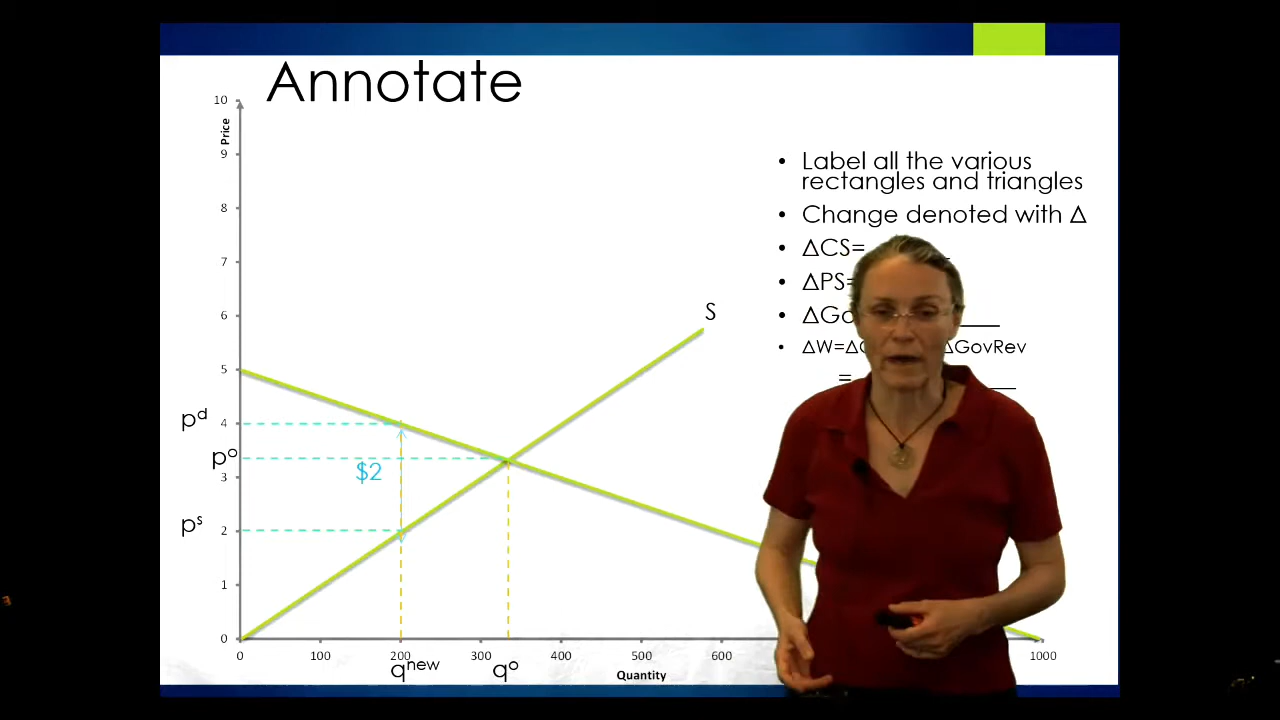 Annotate
10
Price
9
8
7
6
5
4
3
2
1
0
pᵈ
pᵒ
pˢ
$2
S
0 100 200 300 400 500 600 1000
qⁿᵉʷ qᵒ
Quantity
• Label all the various
rectangles and triangles
• Change denoted with Δ
• ΔCS=
• ΔPS=
• ΔGo
• ΔW=Δ ΔGovRev
=